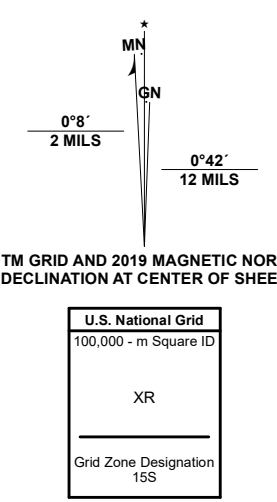 MN
GN
0°8´
2 MILS
0°42´
12 MILS
TM GRID AND 2019 MAGNETIC NOR
DECLINATION AT CENTER OF SHEE
U.S. National Grid
100,000 - m Square ID
XR
Grid Zone Designation
15S